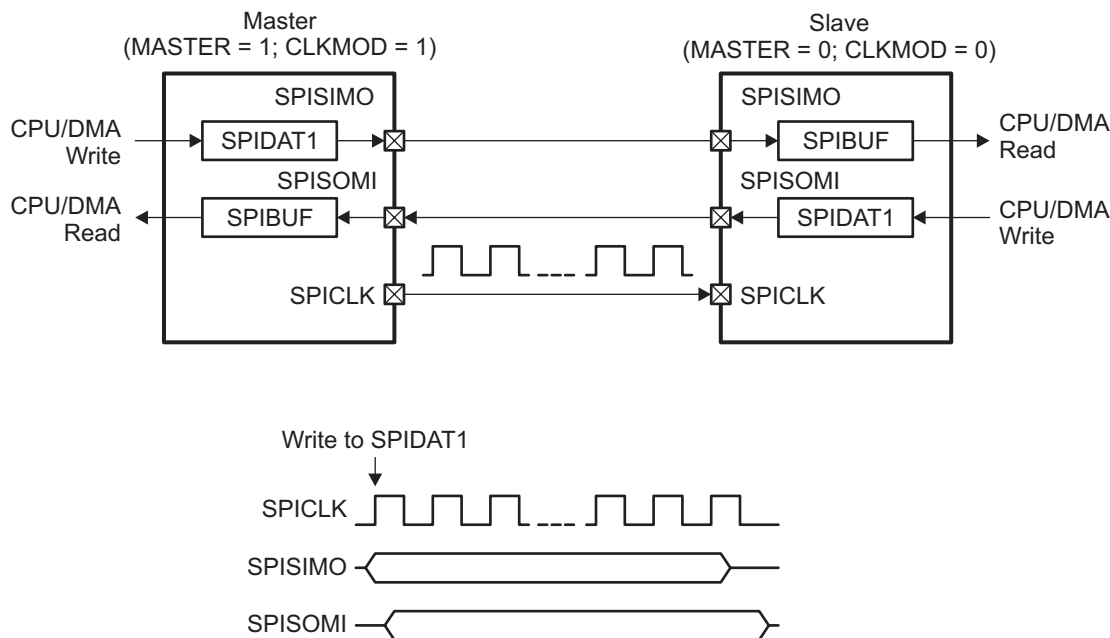 Master
(MASTER = 1; CLKMOD = 1)
Slave
(MASTER = 0; CLKMOD = 0)
SPISIMO
SPISIMO
CPU/DMA
Write
SPIDAT1
SPIBUF
CPU/DMA
Read
SPISOMI
SPISOMI
CPU/DMA
Read
SPIBUF
SPIDAT1
CPU/DMA
Write
SPICLK
SPICLK
Write to SPIDAT1
SPICLK
SPISIMO
SPISOMI